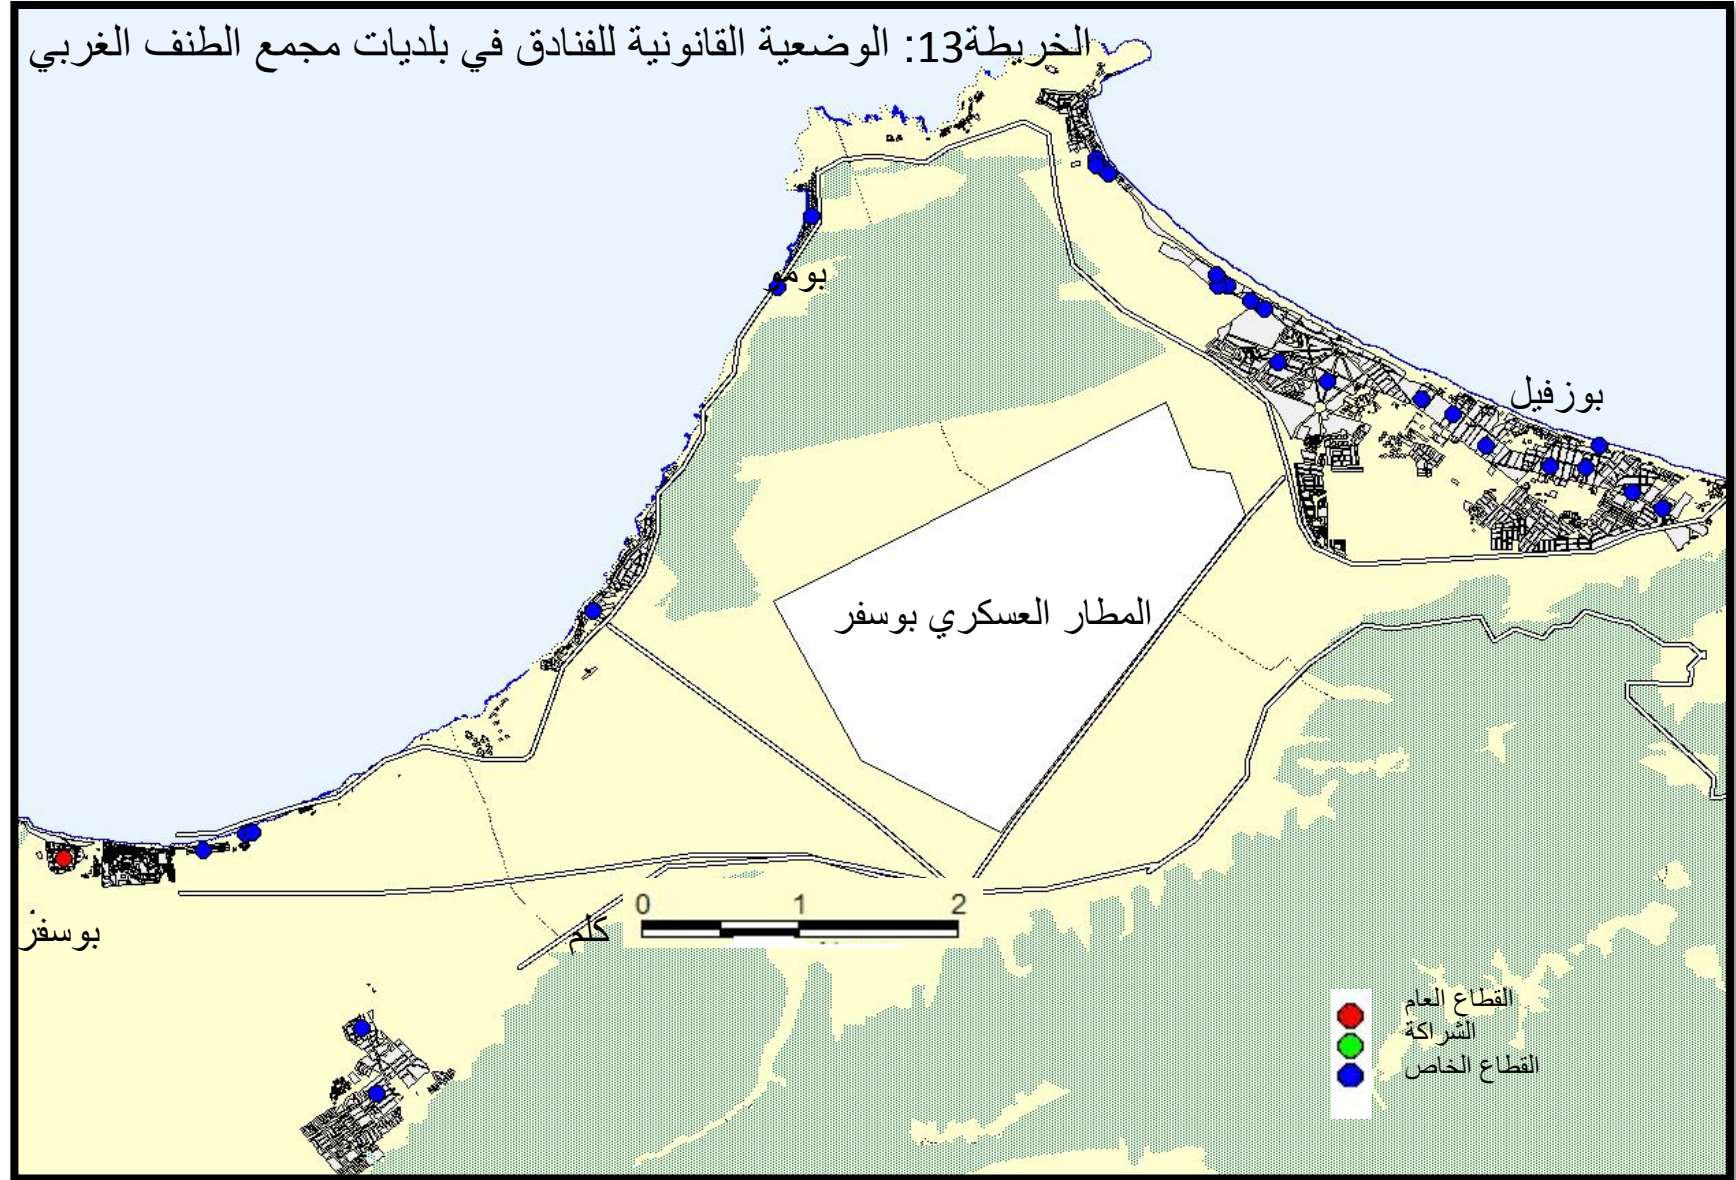 الخريطة13: الوضعية القانونية للفنادق في بلديات مجمع الطنف الغربي
بومو
بوزفيل
المطار العسكري بوسفر
بوسفر
كلم
0 1 2
القطاع العام
الشراكة
القطاع الخاص